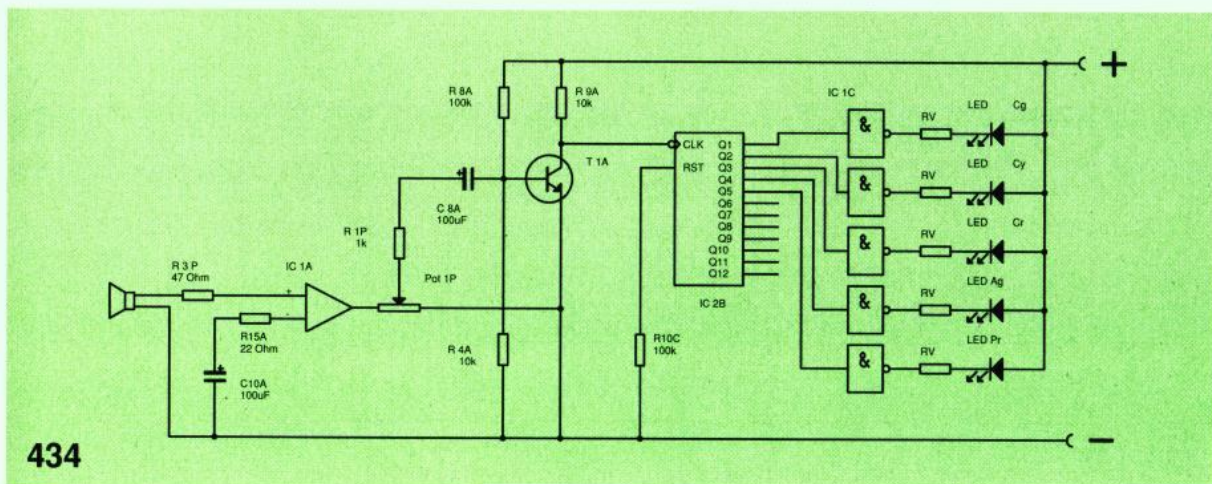 R 8A
100k
R 9A
10k
T 1A
C 8A
100uF
R 1P
1k
R 3 P
47 Ohm
IC 1A
Pot 1P
R15A
22 Ohm
C10A
100uF
R 4A
10k
R10C
100k
CLK
RST
Q1
Q2
Q3
Q4
Q5
Q6
Q7
Q8
Q9
Q10
Q11
Q12
IC 2B
IC 1C
&
RV
LED Cg
&
RV
LED Cy
&
RV
LED Cr
&
RV
LED Ag
&
RV
LED Pr
+
−
434